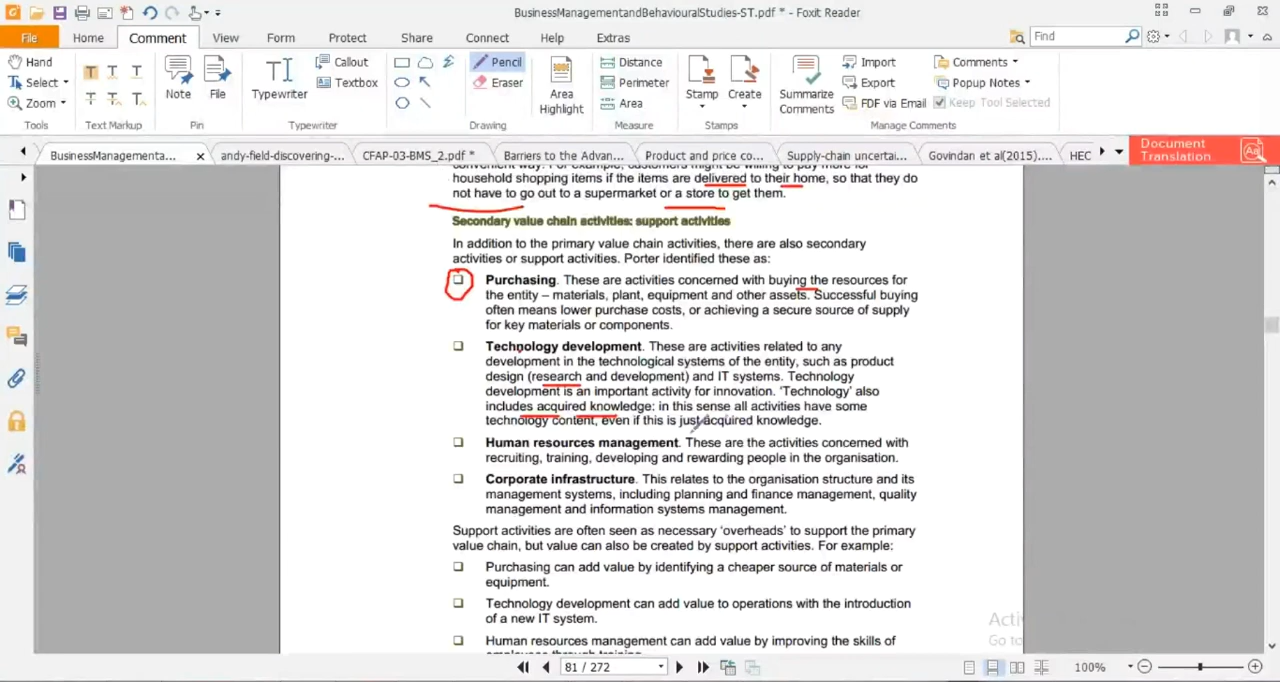 BusinessManagementandBehaviouralStudies-ST.pdf * - Foxit Reader
File Home Comment View Form Protect Share Connect Help Extras Find
Hand Select Zoom Tools
Text Markup
Note File Pin
Typewriter Callout Textbox Typewriter
Pencil Eraser Drawing
Area Highlight
Distance Perimeter Area Measure
Stamp Create Stamps
Summarize Comments Import Export FDF via Email Comments Popup Notes Keep Tool Selected Manage Comments
BusinessManagementa... andy-field-discovering-... CFAP-03-BMS_2.pdf * Barriers to the Advan... Product and price co... Supply-chain uncertai... Govindan et al(2015).... HEC Document Translation
household shopping items if the items are delivered to their home, so that they do
not have to go out to a supermarket or a store to get them.
Secondary value chain activities: support activities
In addition to the primary value chain activities, there are also secondary
activities or support activities. Porter identified these as:
Purchasing. These are activities concerned with buying the resources for
the entity – materials, plant, equipment and other assets. Successful buying
often means lower purchase costs, or achieving a secure source of supply
for key materials or components.
Technology development. These are activities related to any
development in the technological systems of the entity, such as product
design (research and development) and IT systems. Technology
development is an important activity for innovation. ‘Technology’ also
includes acquired knowledge: in this sense all activities have some
technology content, even if this is just acquired knowledge.
Human resources management. These are the activities concerned with
recruiting, training, developing and rewarding people in the organisation.
Corporate infrastructure. This relates to the organisation structure and its
management systems, including planning and finance management, quality
management and information systems management.
Support activities are often seen as necessary ‘overheads’ to support the primary
value chain, but value can also be created by support activities. For example:
Purchasing can add value by identifying a cheaper source of materials or
equipment.
Technology development can add value to operations with the introduction
of a new IT system.
Human resources management can add value by improving the skills of
Go to
81 / 272 100%